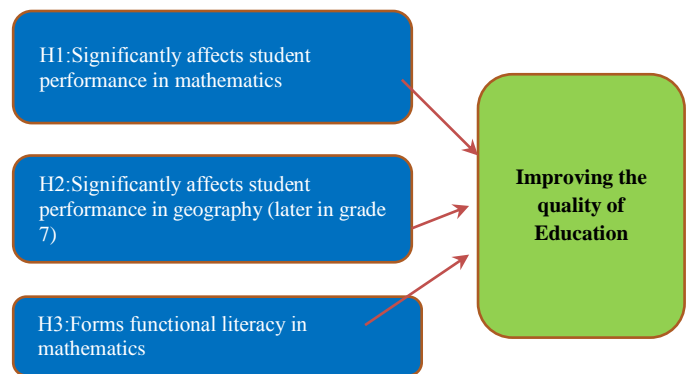 H1:Significantly affects student
performance in mathematics
H2:Significantly affects student
performance in geography (later in grade
7)
H3:Forms functional literacy in
mathematics
Improving the
quality of
Education